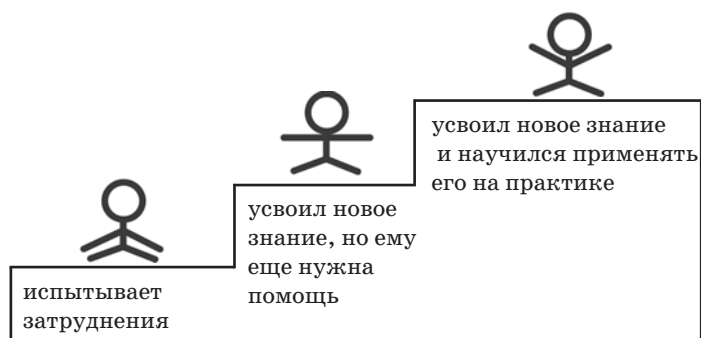 усвоил новое знание
и научился применять
его на практике
усвоил новое
знание, но ему
еще нужна
помощь
испытывает
затруднения